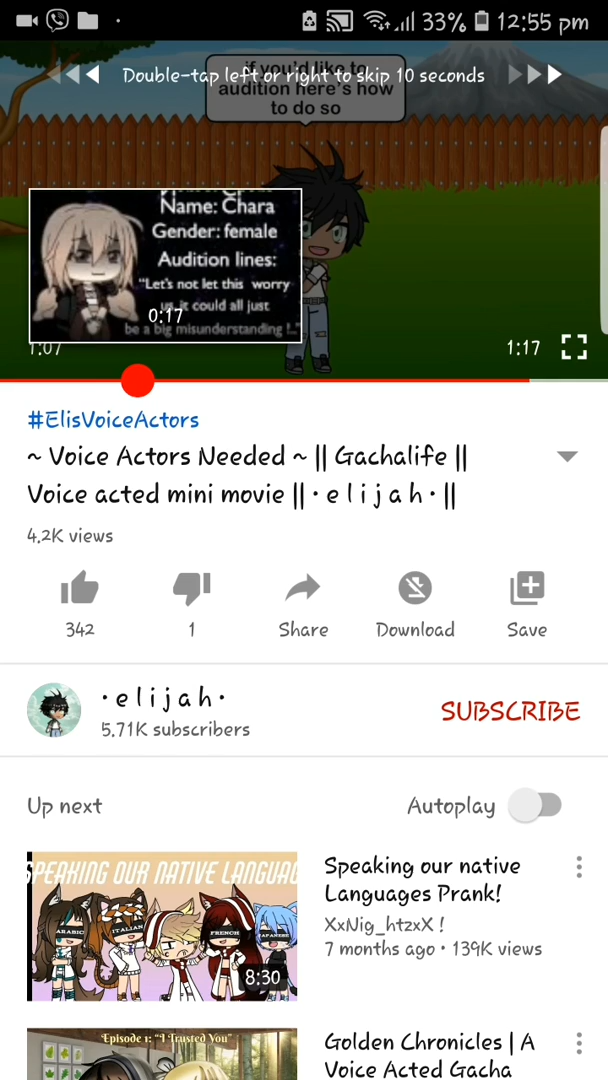 33% 12:55 pm
if you'd like to
Double-tap left or right to skip 10 seconds
audition here's how
to do so
Name: Chara
Gender: female
Audition lines:
"Let's not let this worry
us, it could all just
0:17
be a big misunderstanding !."
1:07 1:17
#ElisVoiceActors
~ Voice Actors Needed ~ || Gachalife ||
Voice acted mini movie || • e l i j a h • ||
4.2K views
342 1 Share Download Save
• e l i j a h •
5.71K subscribers
SUBSCRIBE
Up next Autoplay
SPEAKING OUR NATIVE LANGUAG
ARABIC ITALIAN FRENCH JAPANESE
8:30
Speaking our native
Languages Prank!
XxNig_htzxX !
7 months ago • 139K views
Episode 1: "I Trusted You"
Golden Chronicles | A
Voice Acted Gacha